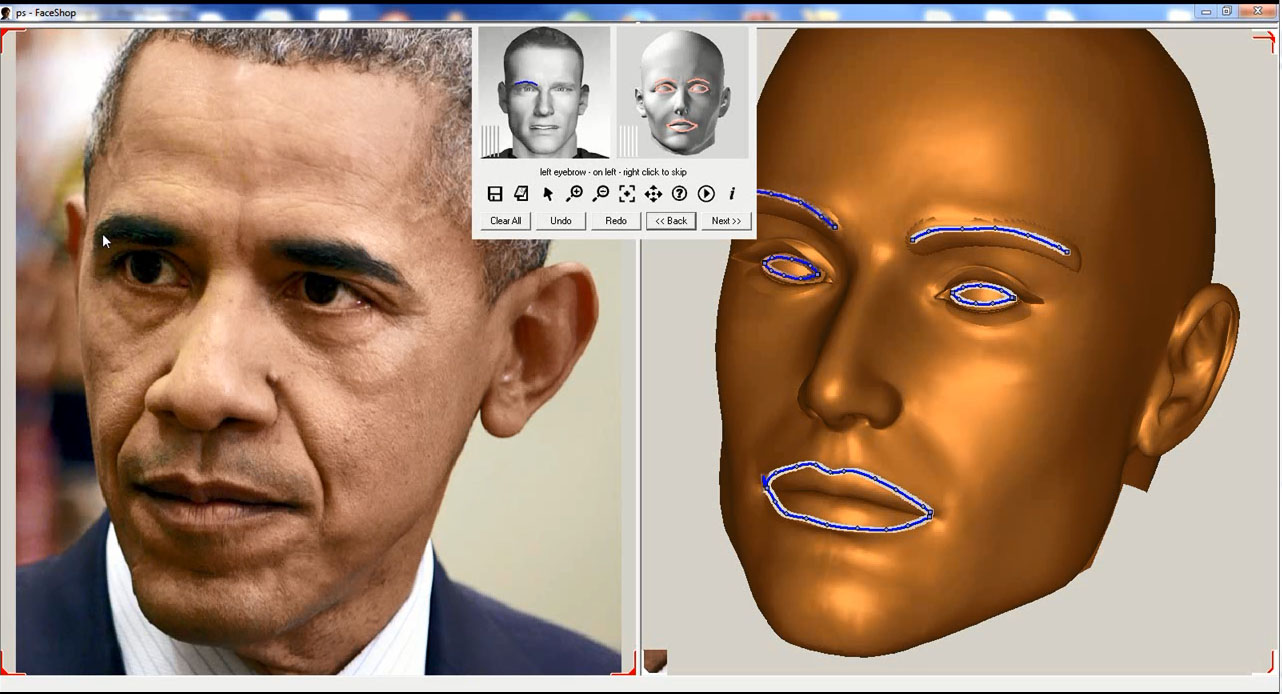 ps - FaceShop
left eyebrow - on left - right click to skip
Clear All
Undo
Redo
<< Back
Next >>